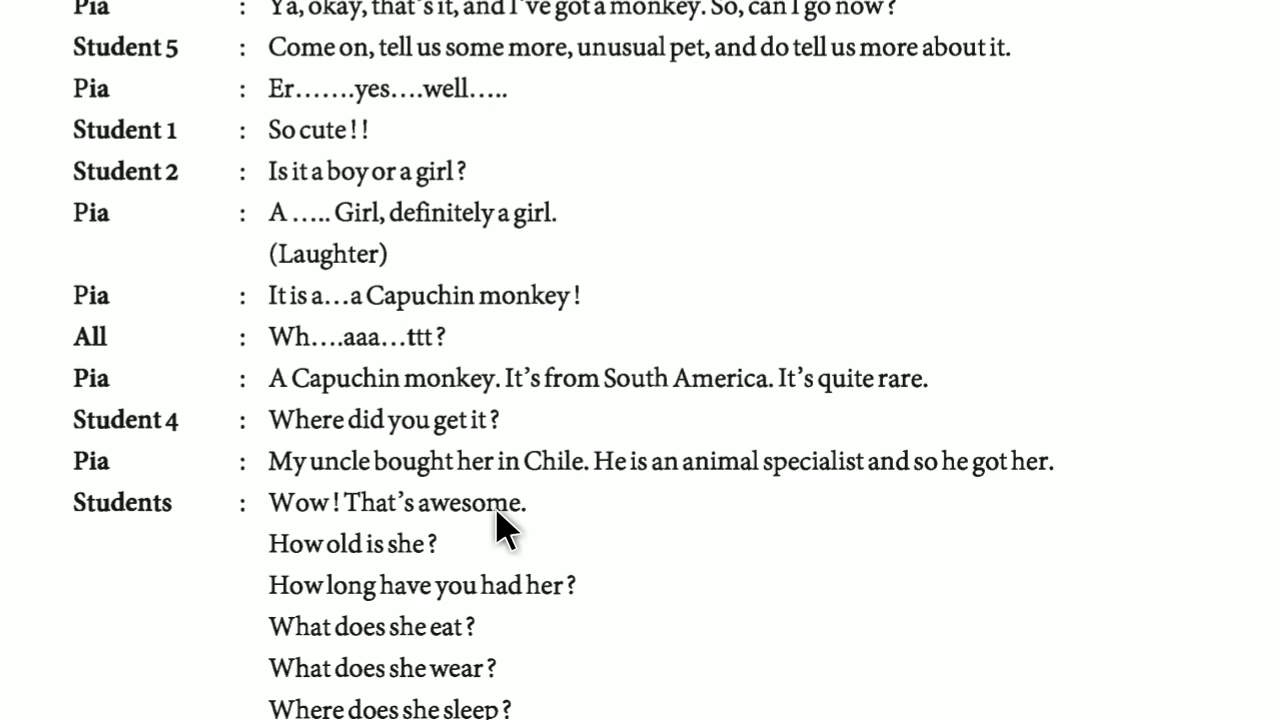 Pia : Ya, okay, that's it, and I've got a monkey. So, can I go now?
Student 5 : Come on, tell us some more, unusual pet, and do tell us more about it.
Pia : Er…….yes….well…..
Student 1 : So cute!!
Student 2 : Is it a boy or a girl?
Pia : A ….. Girl, definitely a girl.
(Laughter)
Pia : It is a…a Capuchin monkey!
All : Wh….aaa…ttt?
Pia : A Capuchin monkey. It's from South America. It's quite rare.
Student 4 : Where did you get it?
Pia : My uncle bought her in Chile. He is an animal specialist and so he got her.
Students : Wow! That's awesome.
How old is she?
How long have you had her?
What does she eat?
What does she wear?
Where does she sleep?